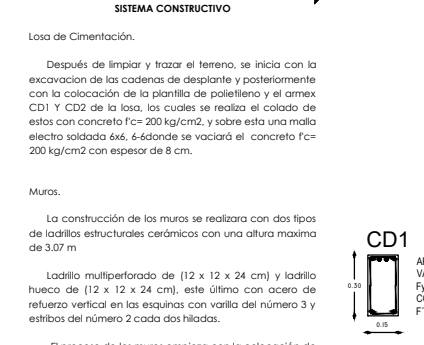 SISTEMA CONSTRUCTIVO
Losa de Cimentación.
Después de limpiar y trazar el terreno, se inicia con la
excavacion de las cadenas de desplante y posteriormente
con la colocación de la plantilla de polietileno y el armex
CD1 Y CD2 de la losa, los cuales se realiza el colado de
estos con concreto f'c= 200 kg/cm2, y sobre esta una malla
electro soldada 6x6, 6-6donde se vaciará el concreto f'c=
200 kg/cm2 con espesor de 8 cm.
Muros.
La construcción de los muros se realizara con dos tipos
de ladrillos estructurales cerámicos con una altura maxima
de 3.07 m
Ladrillo multiperforado de (12 x 12 x 24 cm) y ladrillo
hueco de (12 x 12 x 24 cm), este último con acero de
refuerzo vertical en las esquinas con varilla del número 3 y
estribos del número 2 cada dos hiladas.
CD1
0.30
0.15